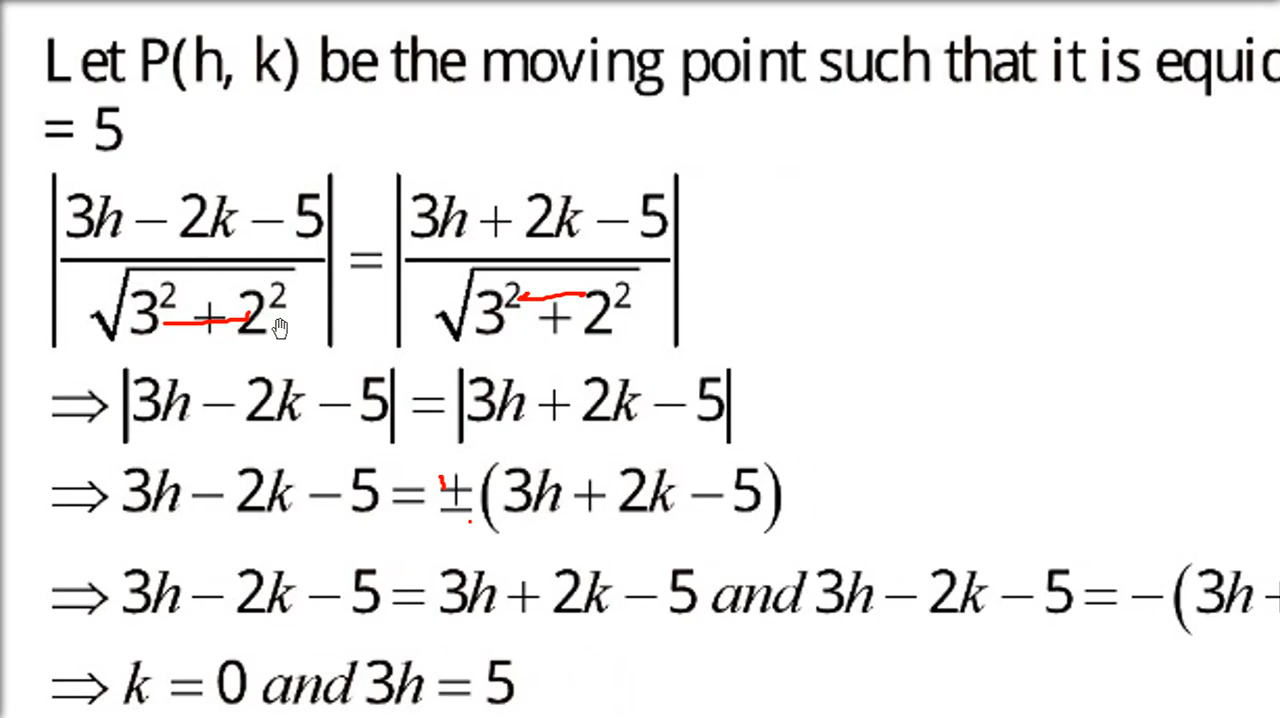 Let P(h, k) be the moving point such that it is
= 5
|(3h − 2k − 5)/√(3² + 2²)| = |(3h + 2k − 5)/√(3² + 2²)|
⇒ |3h − 2k − 5| = |3h + 2k − 5|
⇒ 3h − 2k − 5 = ±(3h + 2k − 5)
⇒ 3h − 2k − 5 = 3h + 2k − 5 and 3h − 2k − 5 = −(3h +
⇒ k = 0 and 3h = 5